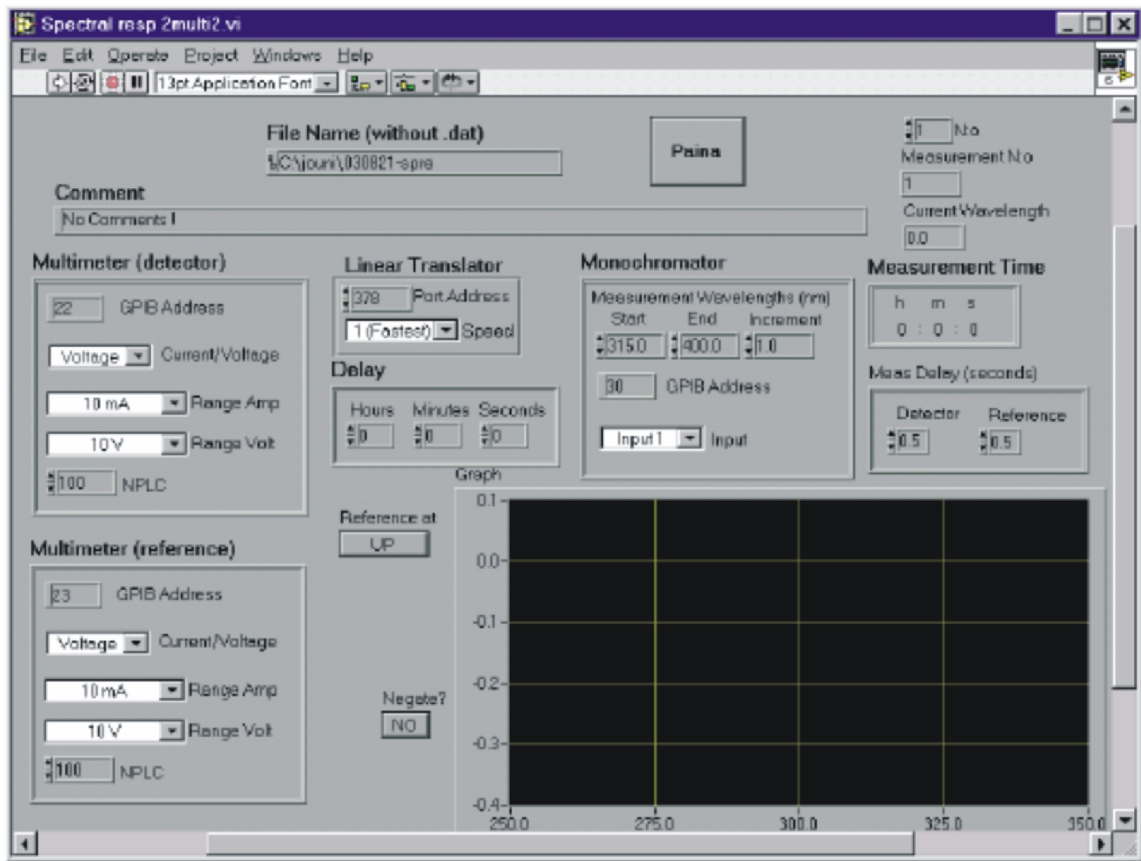 Spectral resp 2multi2.vi
File Edit Operate Project Windows Help
13pt Application Font
6
File Name (without .dat)
C:\jouni\030821-spre
Paina
1 N:o
Measurement N:o
1
Current Wavelength
0.0
Comment
No Comments !
Multimeter (detector)
22 GPIB Address
Voltage Current/Voltage
10 mA Range Amp
10 V Range Volt
100 NPLC
Linear Translator
378 Port Address
1 (Fastest) Speed
Delay
Hours Minutes Seconds
0 0 0
Monochromator
Measurement Wavelengths (nm)
Start End Increment
315.0 400.0 1.0
30 GPIB Address
Input 1 Input
Measurement Time
h m s
0 : 0 : 0
Meas Delay (seconds)
Detector Reference
0.5 0.5
Multimeter (reference)
23 GPIB Address
Voltage Current/Voltage
10 mA Range Amp
10 V Range Volt
100 NPLC
Reference at
UP
Negate?
NO
Graph
0.1
0.0
-0.1
-0.2
-0.3
-0.4
250.0 275.0 300.0 325.0 350.0